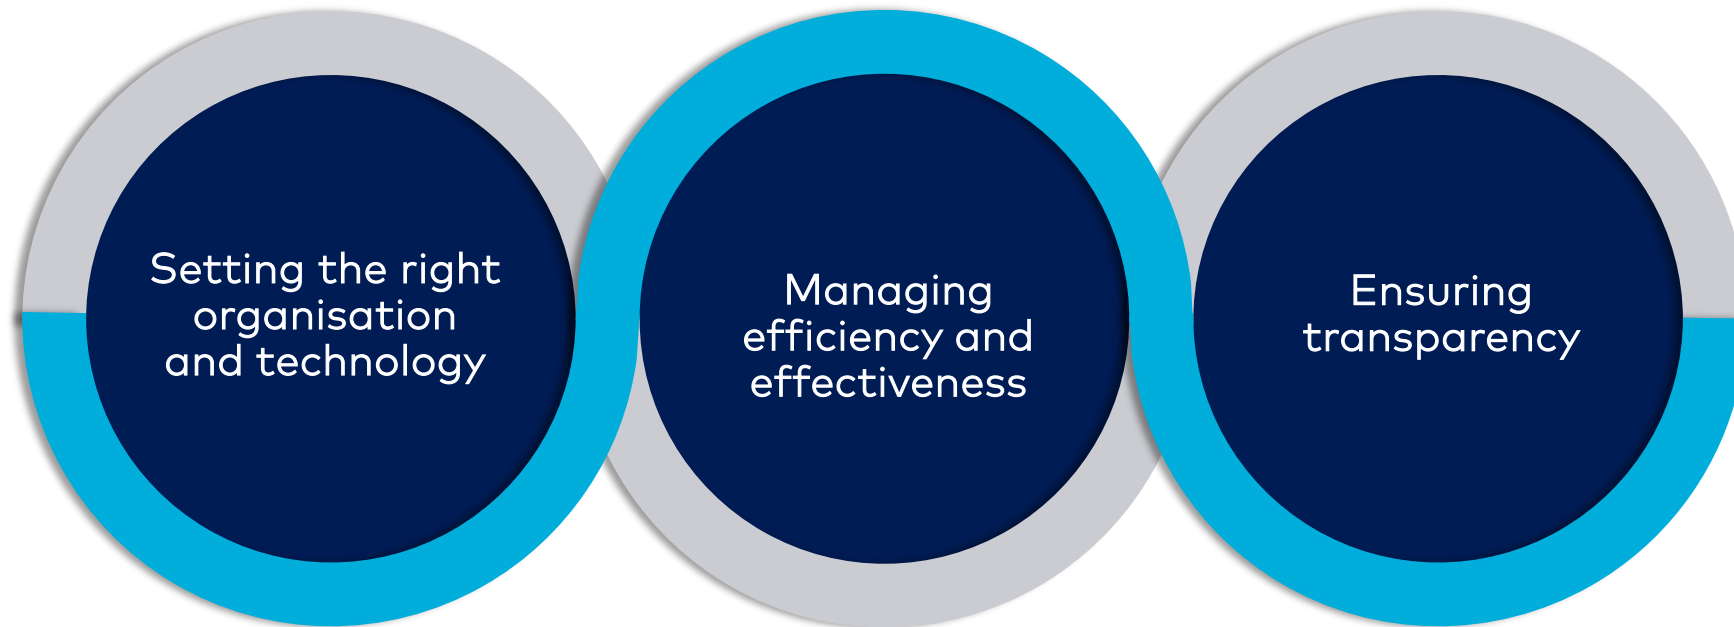 Setting the right
organisation
and technology
Managing
efficiency and
effectiveness
Ensuring
transparency